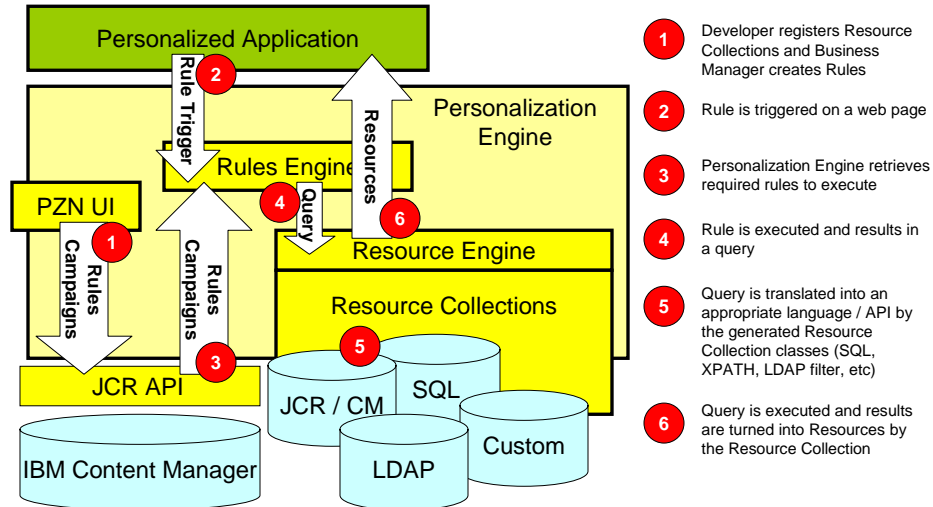 Personalized Application
2
Rule Trigger
Resources
Personalization
Engine
Rules Engine
PZN UI
1
Rules
Campaigns
Rules
Campaigns
3
4
Query
6
Resource Engine
Resource Collections
5
JCR API
JCR / CM
SQL
Custom
LDAP
IBM Content Manager
1
Developer registers Resource
Collections and Business
Manager creates Rules
2
Rule is triggered on a web page
3
Personalization Engine retrieves
required rules to execute
4
Rule is executed and results in
a query
5
Query is translated into an
appropriate language / API by
the generated Resource
Collection classes (SQL,
XPATH, LDAP filter, etc)
6
Query is executed and results
are turned into Resources by
the Resource Collection